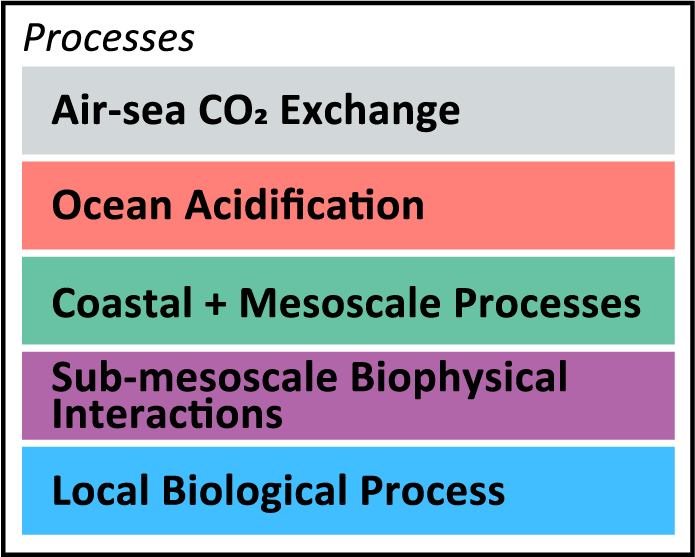 Processes
Air-sea CO₂ Exchange
Ocean Acidification
Coastal + Mesoscale Processes
Sub-mesoscale Biophysical
Interactions
Local Biological Process